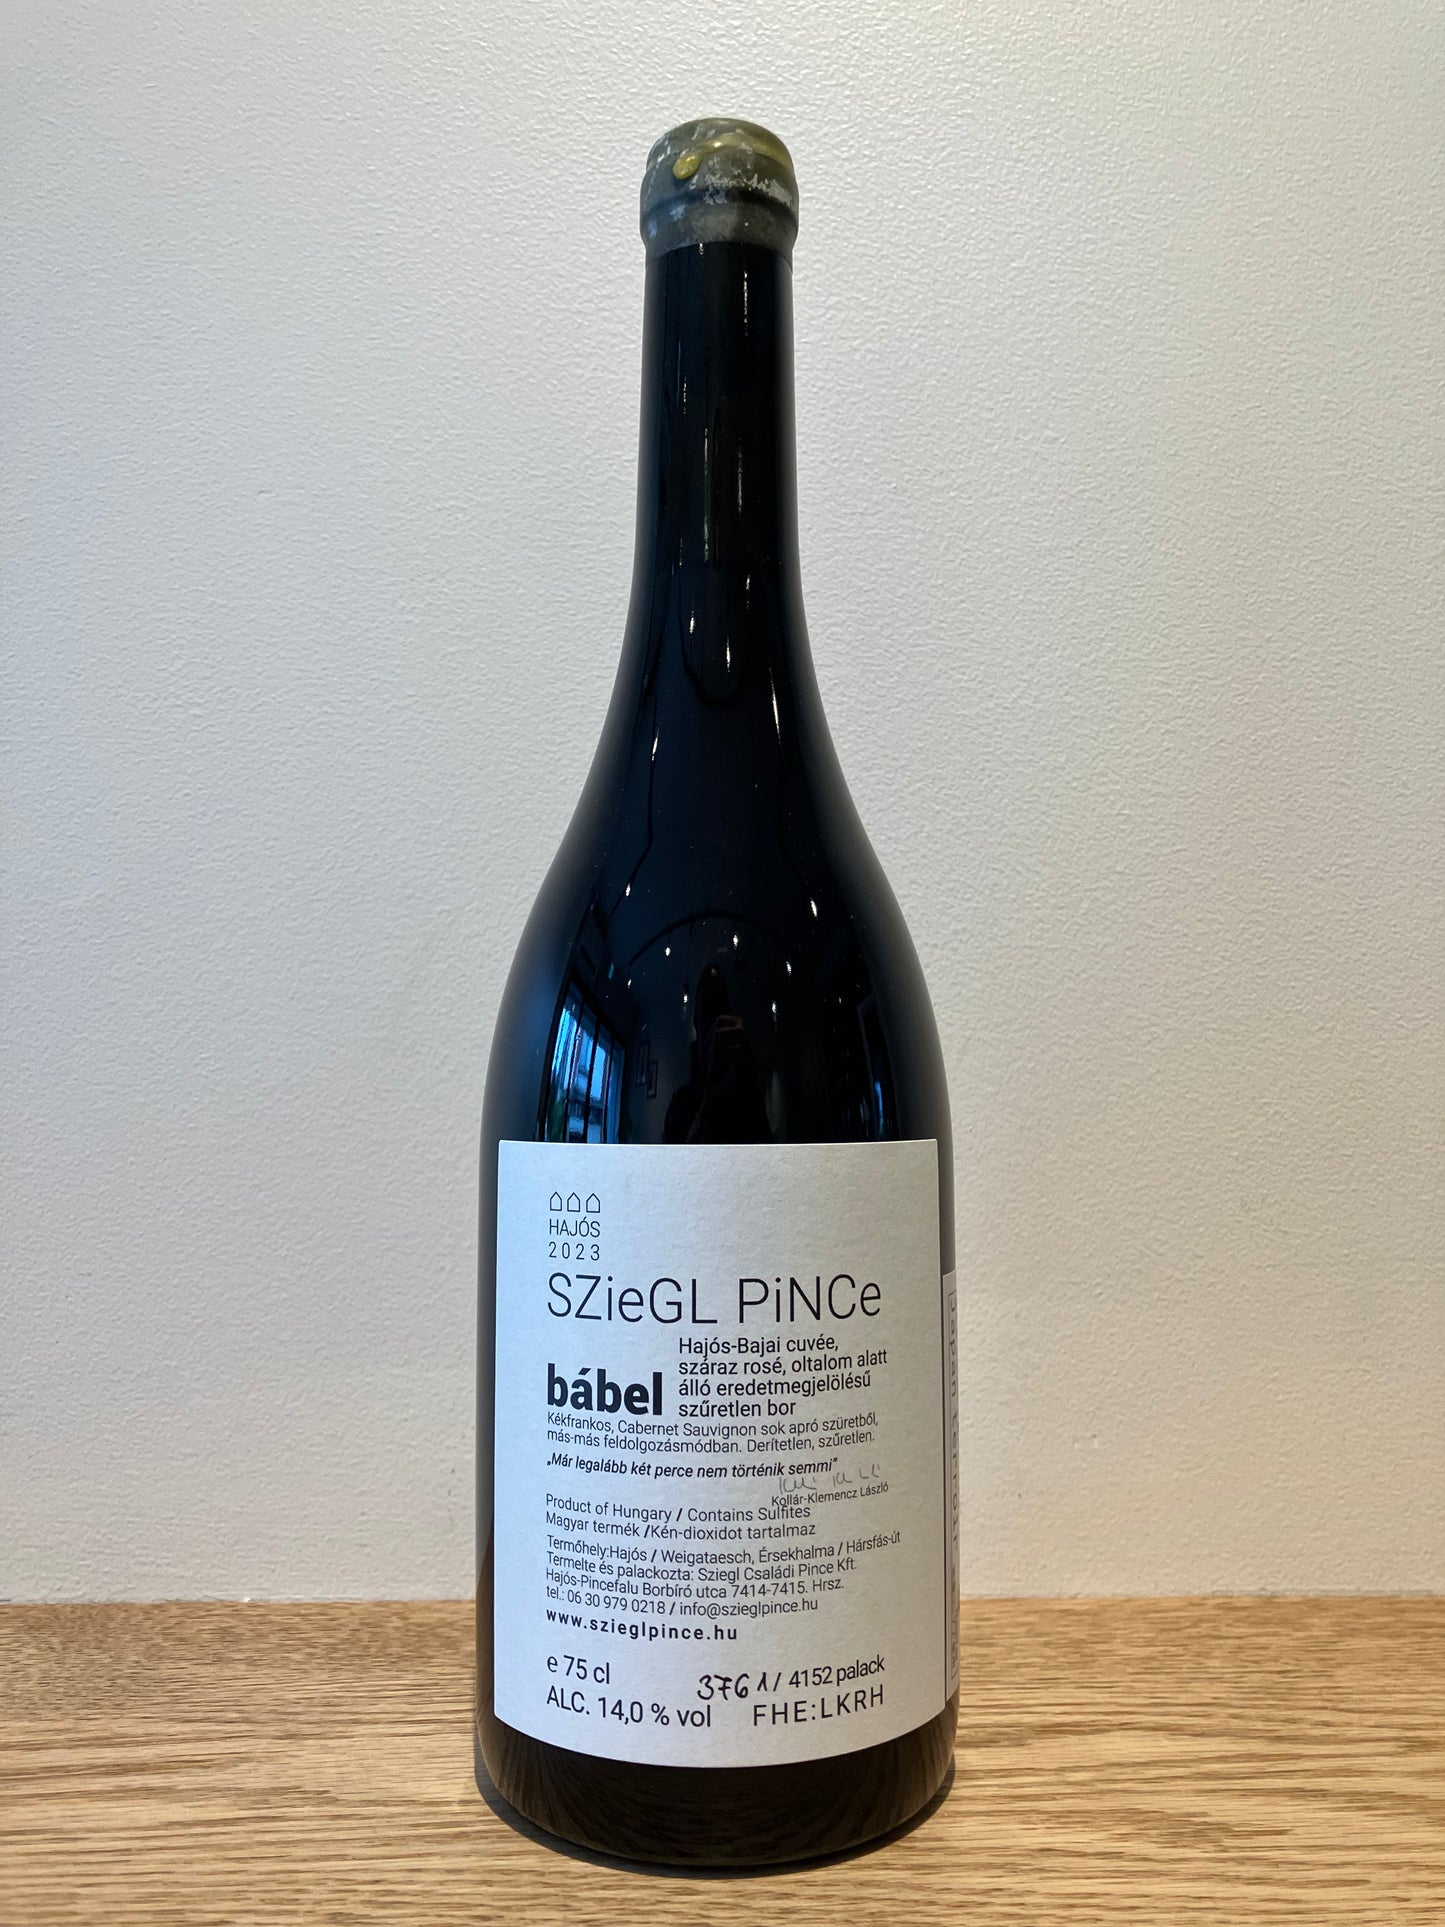 HAJÓS
2023
SZieGL PiNCe
bábel
Hajós-Bajai cuvée,
száraz rosé, oltalom alatt
álló eredetmegjelölésű
szűretlen bor
Kékfrankos, Cabernet Sauvignon sok apró szüretből,
más-más feldolgozásmódban. Derítetlen, szűretlen.
„Már legalább két perce nem történik semmi"
Kollár-Klemencz László
Product of Hungary / Contains Sulfites
Magyar termék /Kén-dioxidot tartalmaz
Termőhely:Hajós / Weigataesch, Érsekhalma / Hársfás-út
Termelte és palackozta: Sziegl Családi Pince Kft.
Hajós-Pincefalu Borbíró utca 7414-7415. Hrsz.
tel.: 06 30 979 0218 / info@szieglpince.hu
www.szieglpince.hu
e 75 cl
3761 / 4152 palack
ALC. 14,0 % vol
FHE:LKRH
Japan terroir